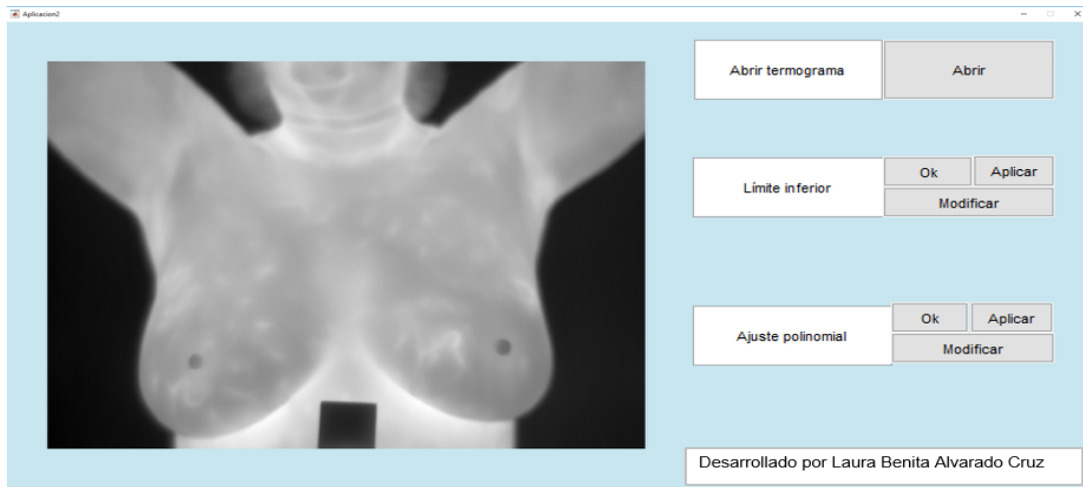 Aplicacion2
Abrir termograma
Abrir
Límite inferior
Ok
Aplicar
Modificar
Ajuste polinomial
Ok
Aplicar
Modificar
Desarrollado por Laura Benita Alvarado Cruz